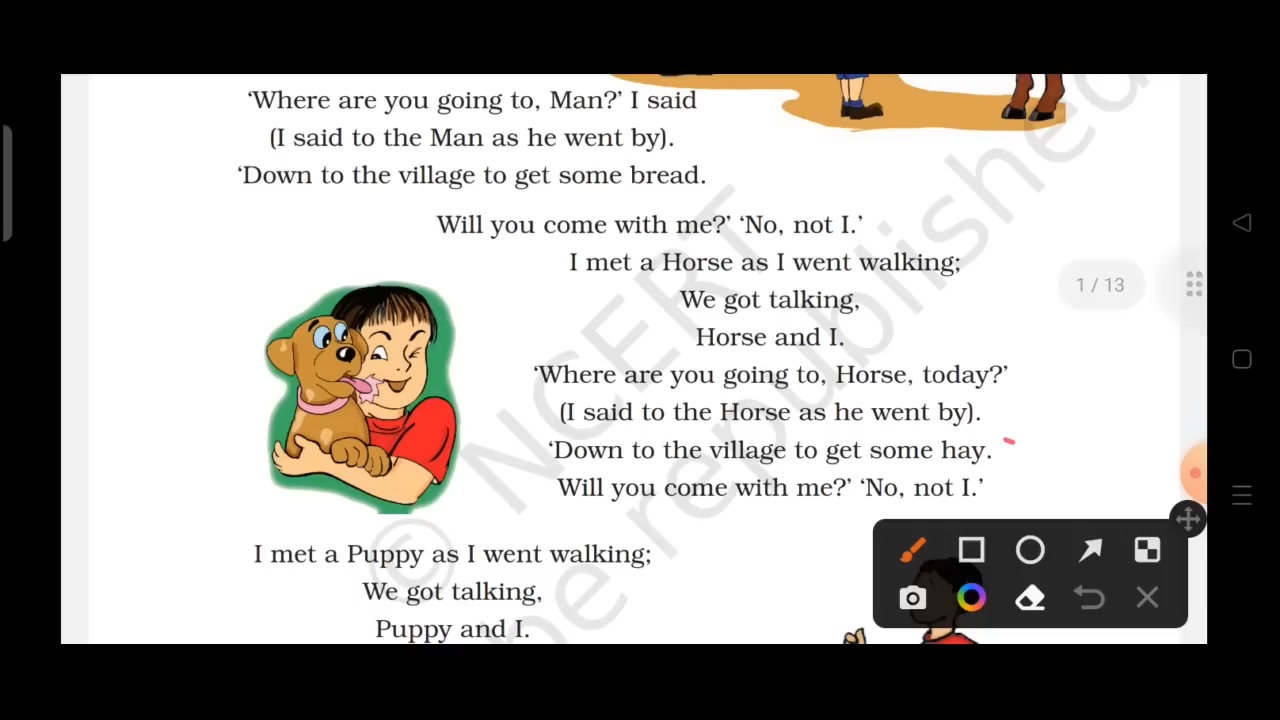 ‘Where are you going to, Man?’ I said
(I said to the Man as he went by).
‘Down to the village to get some bread.
Will you come with me?’ ‘No, not I.’
I met a Horse as I went walking;
We got talking,
Horse and I.
‘Where are you going to, Horse, today?’
(I said to the Horse as he went by).
‘Down to the village to get some hay.
Will you come with me?’ ‘No, not I.’
I met a Puppy as I went walking;
We got talking,
Puppy and I.
1 / 13
© NCERT
be republished